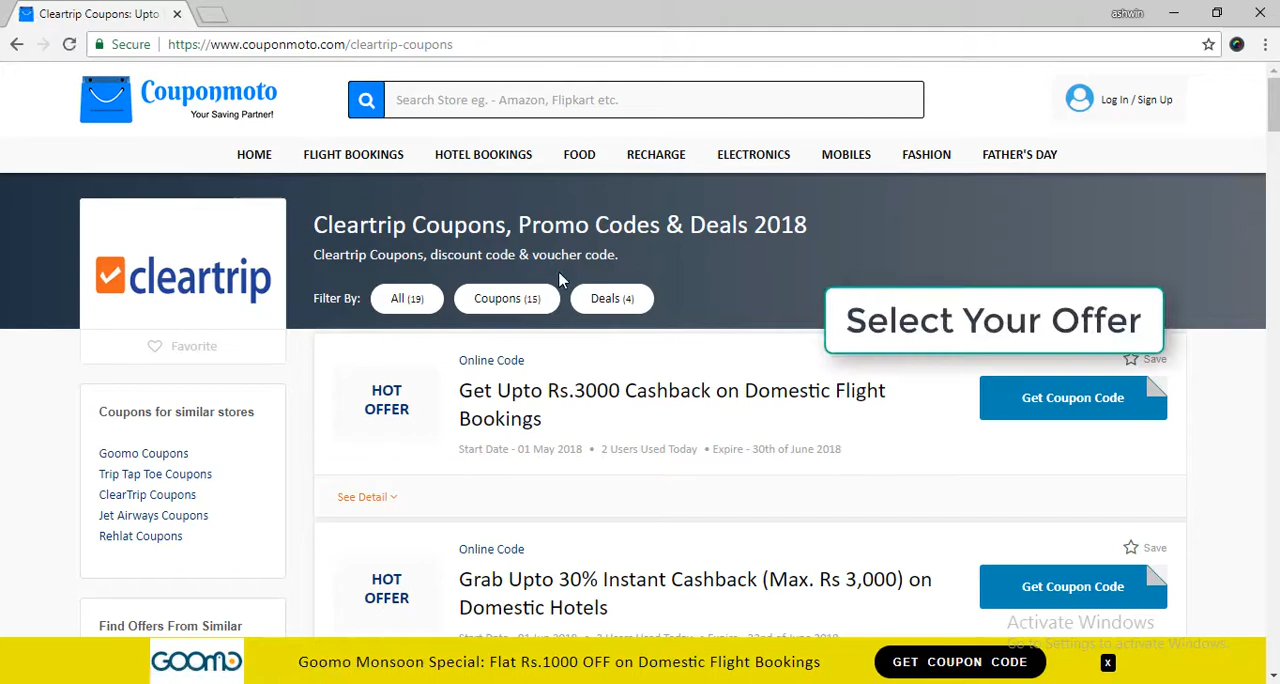 Cleartrip Coupons: Upto
ashwin
Secure
https://www.couponmoto.com/cleartrip-coupons
Couponmoto
Your Saving Partner!
Search Store eg. - Amazon, Flipkart etc.
Log In / Sign Up
HOME FLIGHT BOOKINGS HOTEL BOOKINGS FOOD RECHARGE ELECTRONICS MOBILES FASHION FATHER'S DAY
cleartrip
Favorite
Cleartrip Coupons, Promo Codes & Deals 2018
Cleartrip Coupons, discount code & voucher code.
Filter By: All (19) Coupons (15) Deals (4)
Select Your Offer
Coupons for similar stores
Goomo Coupons
Trip Tap Toe Coupons
ClearTrip Coupons
Jet Airways Coupons
Rehlat Coupons
Find Offers From Similar
HOT
OFFER
Online Code
Save
Get Upto Rs.3000 Cashback on Domestic Flight
Bookings
Get Coupon Code
Start Date - 01 May 2018 • 2 Users Used Today • Expire - 30th of June 2018
See Detail
HOT
OFFER
Online Code
Save
Grab Upto 30% Instant Cashback (Max. Rs 3,000) on
Domestic Hotels
Get Coupon Code
Activate Windows
Go to Settings to activate Windows.
GOOMO
Goomo Monsoon Special: Flat Rs.1000 OFF on Domestic Flight Bookings
GET COUPON CODE
x